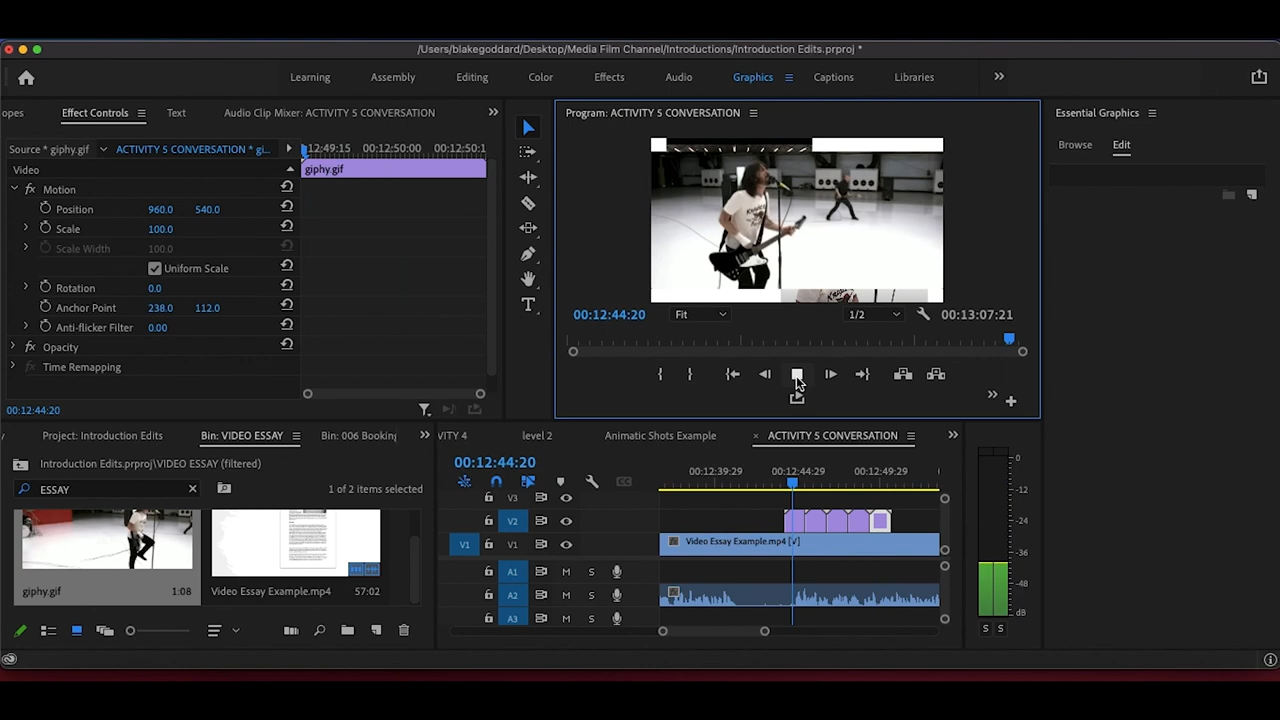 /Users/blakegoddard/Desktop/Media Film Channel/Introductions/Introduction Edits.prproj *
Learning Assembly Editing Color Effects Audio Graphics Captions Libraries
opes Effect Controls Text Audio Clip Mixer: ACTIVITY 5 CONVERSATION
Source * giphy.gif ACTIVITY 5 CONVERSATION * gi...
12:49:15 00:12:50:00 00:12:50:1
Video
giphy.gif
fx Motion
Position 960.0 540.0
Scale 100.0
Scale Width 100.0
Uniform Scale
Rotation 0.0
Anchor Point 238.0 112.0
Anti-flicker Filter 0.00
fx Opacity
fx Time Remapping
00:12:44:20
Program: ACTIVITY 5 CONVERSATION
00:12:44:20 Fit 1/2 00:13:07:21
Essential Graphics
Browse Edit
Project: Introduction Edits Bin: VIDEO ESSAY Bin: 006 Booking
Introduction Edits.prproj\VIDEO ESSAY (filtered)
ESSAY 1 of 2 items selected
giphy.gif 1:08
Video Essay Example.mp4 57:02
VITY 4 level 2 Animatic Shots Example × ACTIVITY 5 CONVERSATION
00:12:44:20
00:12:39:29 00:12:44:29 00:12:49:29
V3
V2
V1 V1 Video Essay Example.mp4 [V]
A1 M S
A2 M S
A3 M S
0
-12
-24
-36
-48
dB
S S